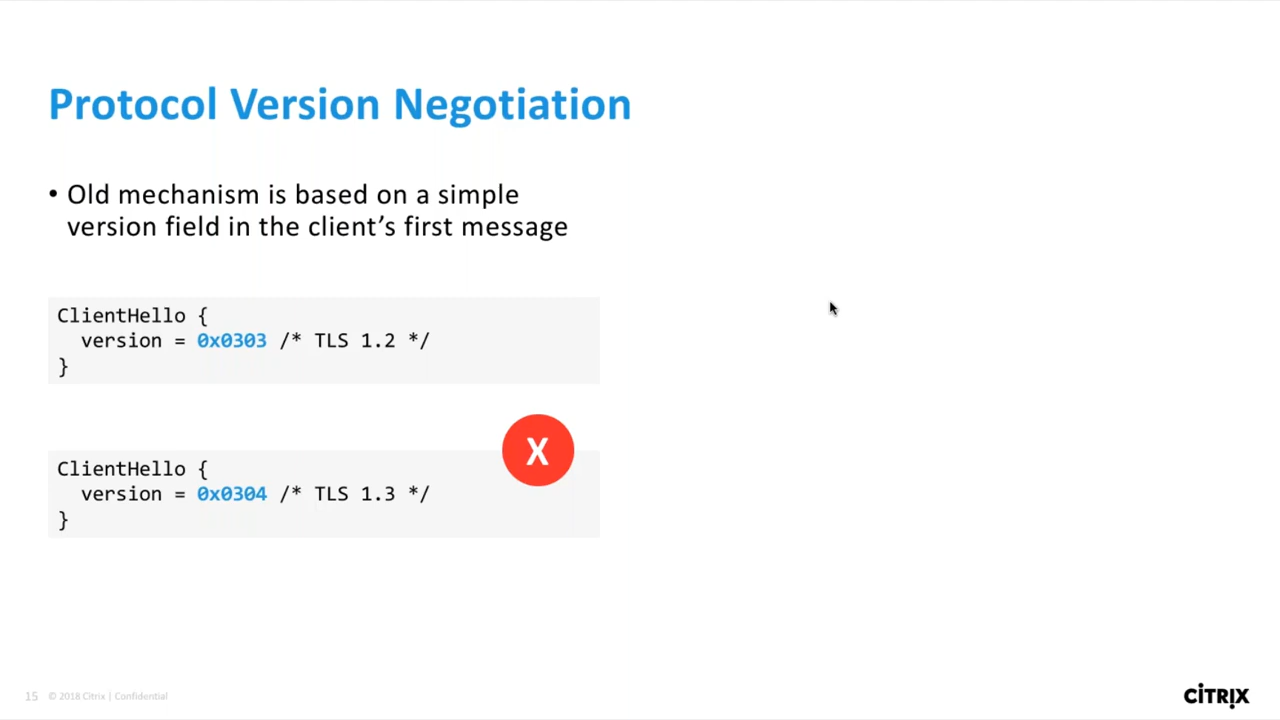 Protocol Version Negotiation
• Old mechanism is based on a simple
version field in the client’s first message
ClientHello {
version = 0x0303 /* TLS 1.2 */
}
X
ClientHello {
version = 0x0304 /* TLS 1.3 */
}
15 © 2018 Citrix | Confidential
CiTRIX